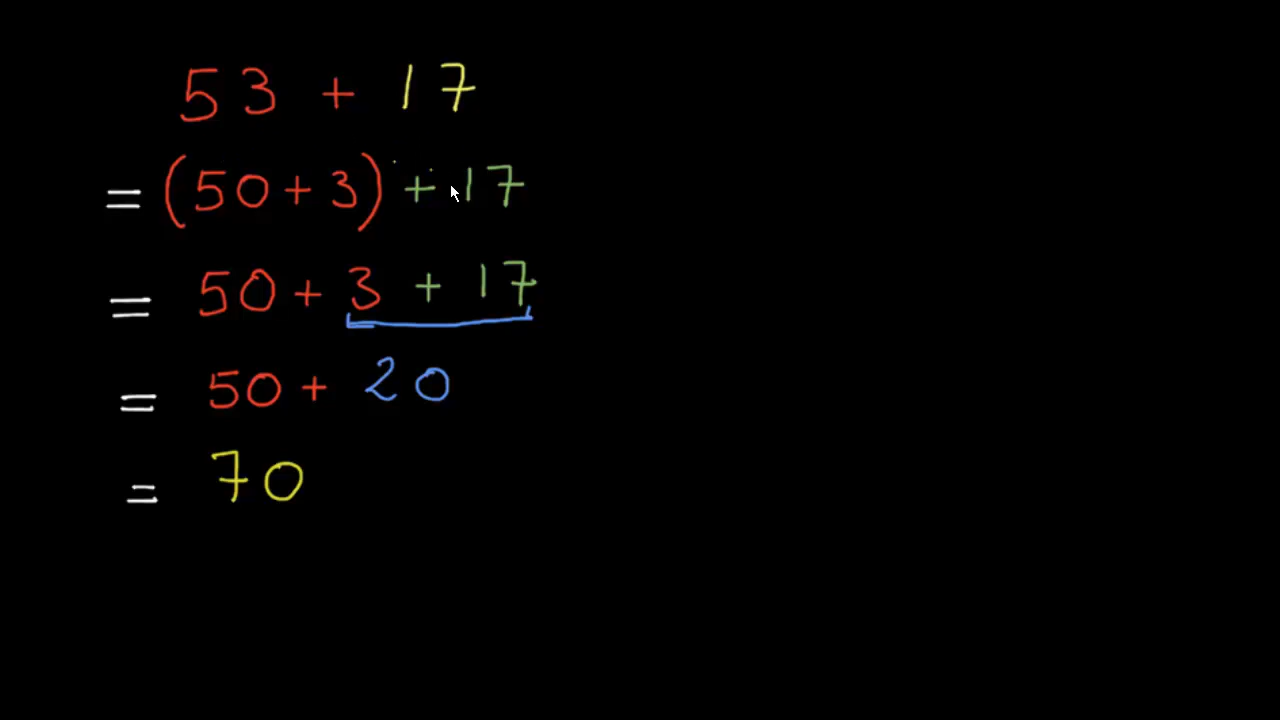 53 + 17
= (50 + 3) + 17
= 50 + 3 + 17
= 50 + 20
= 70